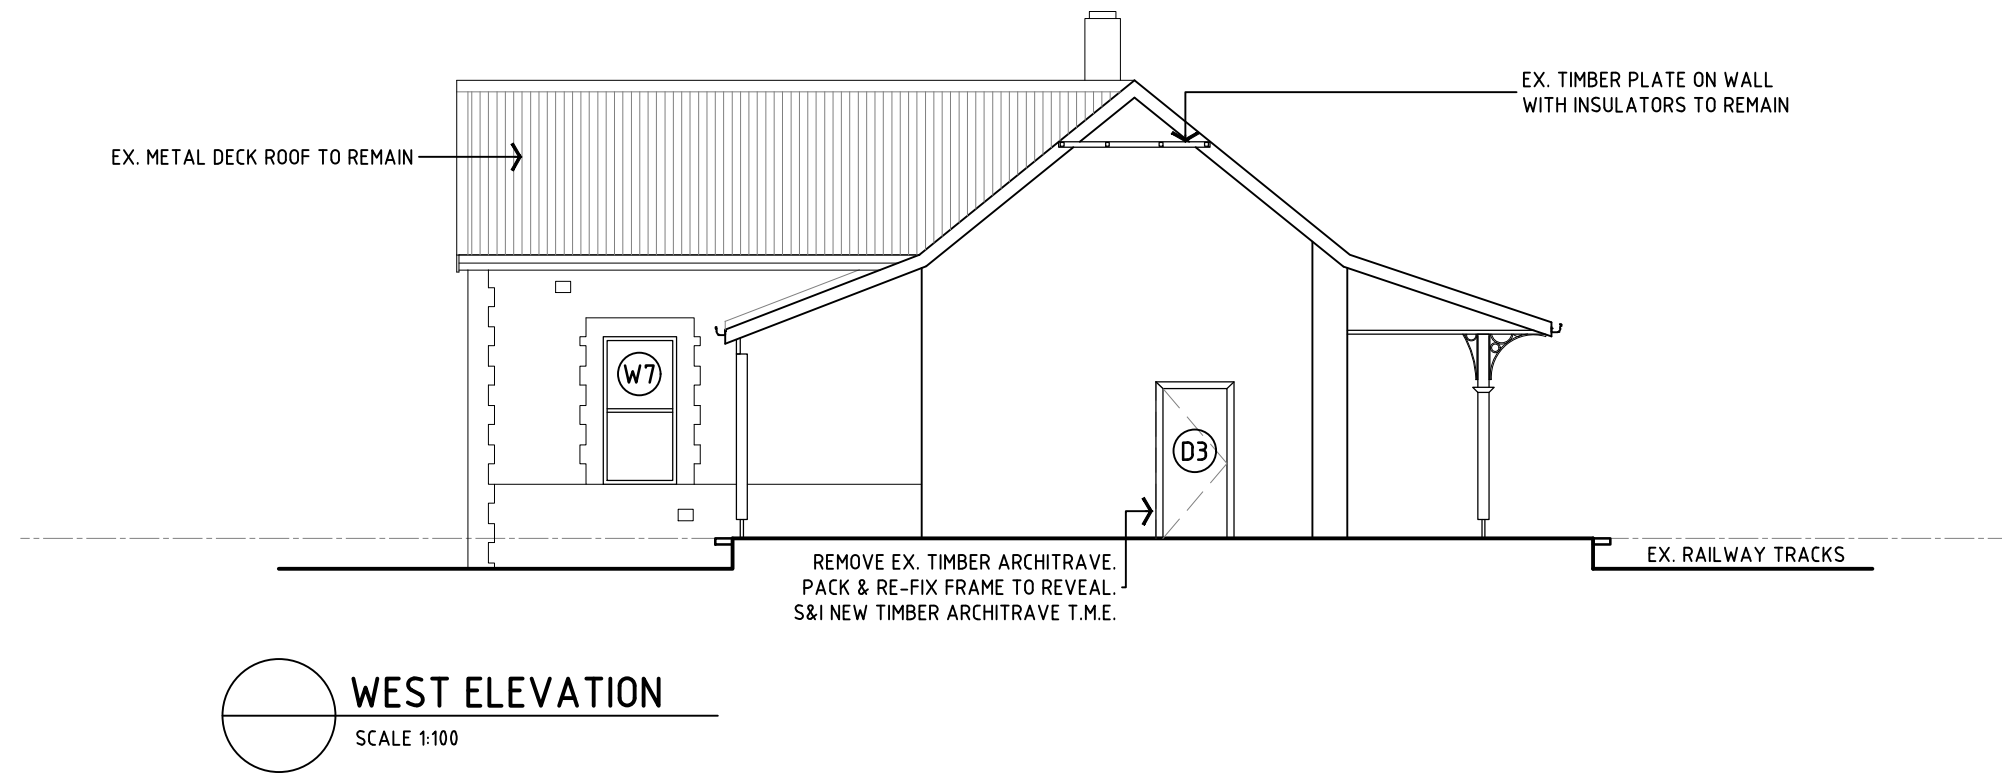 EX. TIMBER PLATE ON WALL
WITH INSULATORS TO REMAIN
EX. METAL DECK ROOF TO REMAIN
W7
D3
REMOVE EX. TIMBER ARCHITRAVE.
PACK & RE-FIX FRAME TO REVEAL.
S&I NEW TIMBER ARCHITRAVE T.M.E.
EX. RAILWAY TRACKS
WEST ELEVATION
SCALE 1:100